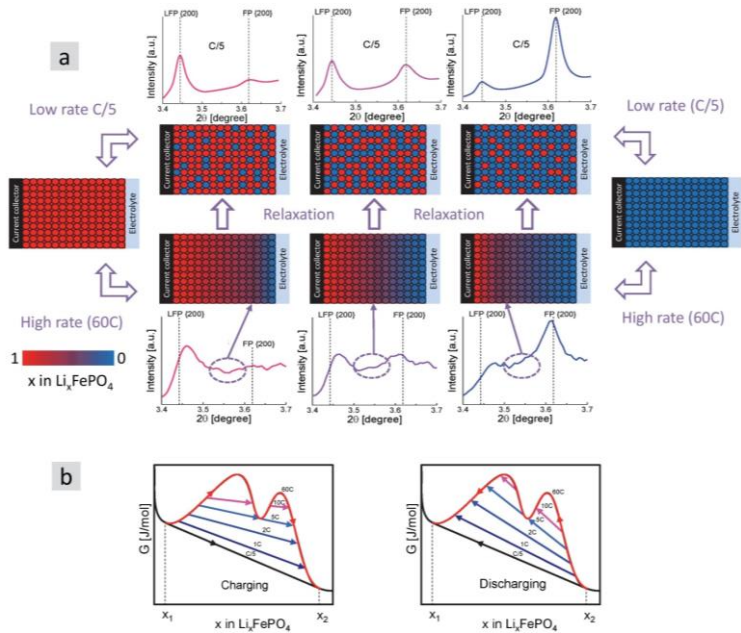 a
LFP {200}
FP {200}
C/5
Intensity [a.u.]
3.4 3.5 3.6 3.7
2θ [degree]
LFP {200}
FP {200}
C/5
Intensity [a.u.]
3.4 3.5 3.6 3.7
2θ [degree]
LFP {200}
FP {200}
C/5
Intensity [a.u.]
3.4 3.5 3.6 3.7
2θ [degree]
Low rate C/5
Low rate (C/5)
Current collector
Electrolyte
Current collector
Electrolyte
Current collector
Electrolyte
Current collector
Electrolyte
Current collector
Electrolyte
Relaxation
Relaxation
Current collector
Electrolyte
Current collector
Electrolyte
Current collector
Electrolyte
High rate (60C)
High rate (60C)
1 0
x in LiₓFePO₄
LFP {200}
FP {200}
Intensity [a.u.]
3.4 3.5 3.6 3.7
2θ [degree]
LFP {200}
FP {200}
Intensity [a.u.]
3.4 3.5 3.6 3.7
2θ [degree]
LFP {200}
FP {200}
Intensity [a.u.]
3.4 3.5 3.6 3.7
2θ [degree]
b
G [J/mol]
60C
10C
5C
2C
1C
C/5
Charging
x₁ x₂
x in LiₓFePO₄
G [J/mol]
60C
10C
5C
2C
1C
C/5
Discharging
x₁ x₂
x in LiₓFePO₄